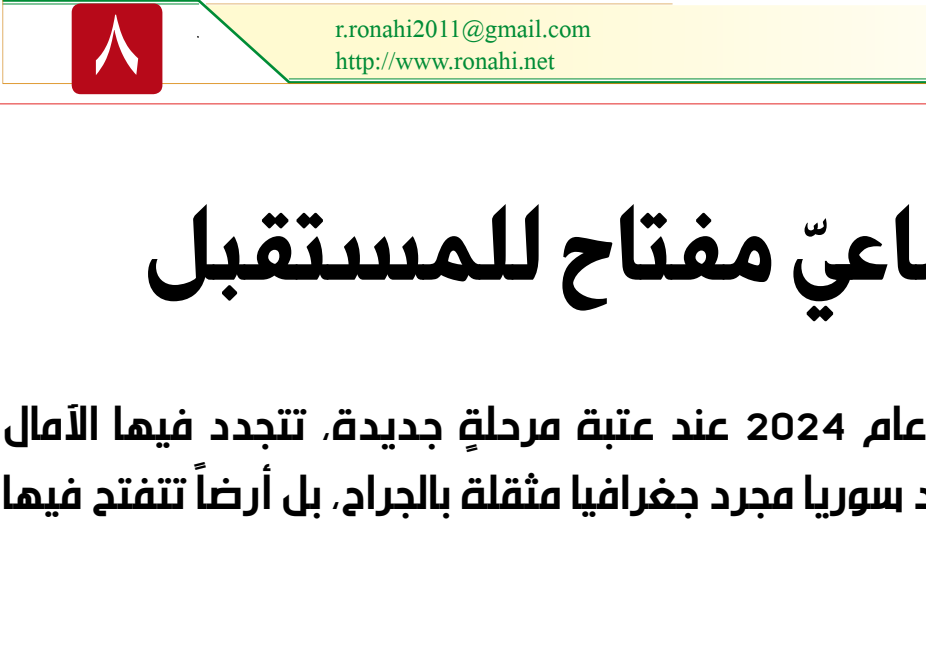 ٨
r.ronahi2011@gmail.com
http://www.ronahi.net
مفتاح للمستقبل
عام 2024 عند عتبة مرحلةٍ جديدة، تتجدد فيها الآمال
سوريا مجرد جغرافيا مثقلة بالجراح، بل أرضاً تتفتح فيها